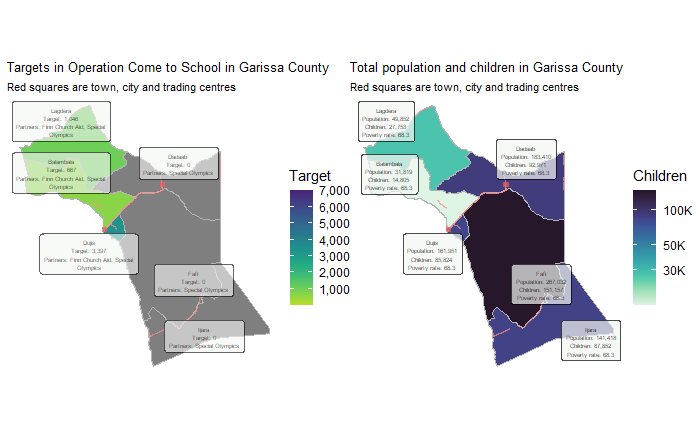 Targets in Operation Come to School in Garissa County
Red squares are town, city and trading centres
Lagdera
Target: 1,046
Partners: Finn Church Aid, Special
Olympics
Balambala
Target: 867
Partners: Finn Church Aid, Special
Olympics
Dadaab
Target: 0
Partners: Special Olympics
Dujis
Target: 3,397
Partners: Finn Church Aid, Special
Olympics
Fafi
Target: 0
Partners: Special Olympics
Ijara
Target: 0
Partners: Special Olympics
Target
7,000
6,000
5,000
4,000
3,000
2,000
1,000
Total population and children in Garissa County
Red squares are town, city and trading centres
Lagdera
Population: 49,852
Children: 27,753
Poverty rate: 68.3
Balambala
Population: 31,819
Children: 14,805
Poverty rate: 68.3
Dadaab
Population: 183,410
Children: 92,971
Poverty rate: 68.3
Dujis
Population: 161,951
Children: 85,824
Poverty rate: 68.3
Fafi
Population: 267,032
Children: 151,157
Poverty rate: 68.3
Ijara
Population: 141,418
Children: 87,852
Poverty rate: 68.3
Children
100K
50K
30K